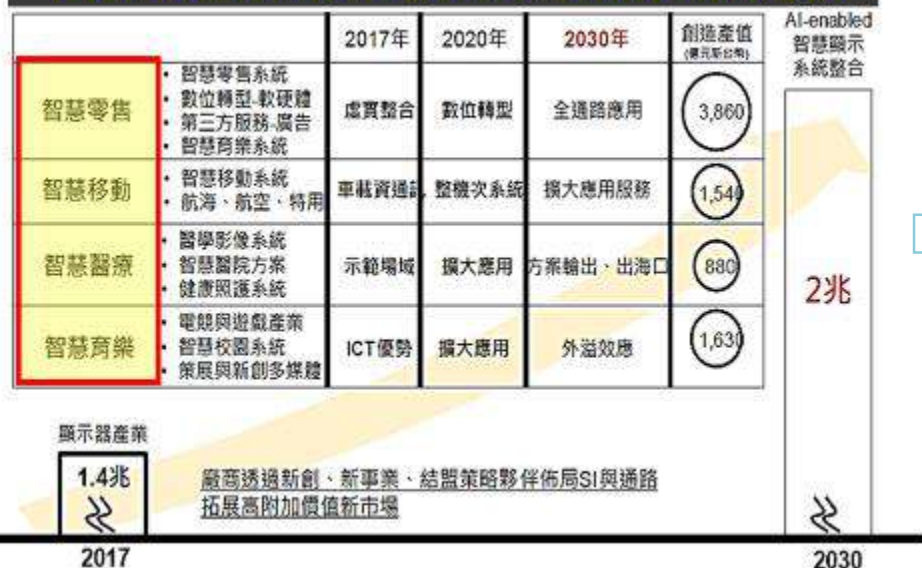 2017年 2020年 2030年 創造產值
(億元新台幣)
AI-enabled
智慧顯示
系統整合
智慧零售
• 智慧零售系統
• 數位轉型-軟硬體
• 第三方服務-廣告
• 智慧育樂系統
虛實整合 數位轉型 全通路應用 3,860
智慧移動
• 智慧移動系統
• 航海、航空、特用
車載資通訊 整機次系統 擴大應用服務 1,540
智慧醫療
• 醫學影像系統
• 智慧醫院方案
• 健康照護系統
示範場域 擴大應用 方案輸出、出海口 880
智慧育樂
• 電競與遊戲產業
• 智慧校園系統
• 策展與新創多媒體
ICT優勢 擴大應用 外溢效應 1,630
2兆
顯示器產業
1.4兆
廠商透過新創、新事業、結盟策略夥伴佈局SI與通路
拓展高附加價值新市場
2017 2030